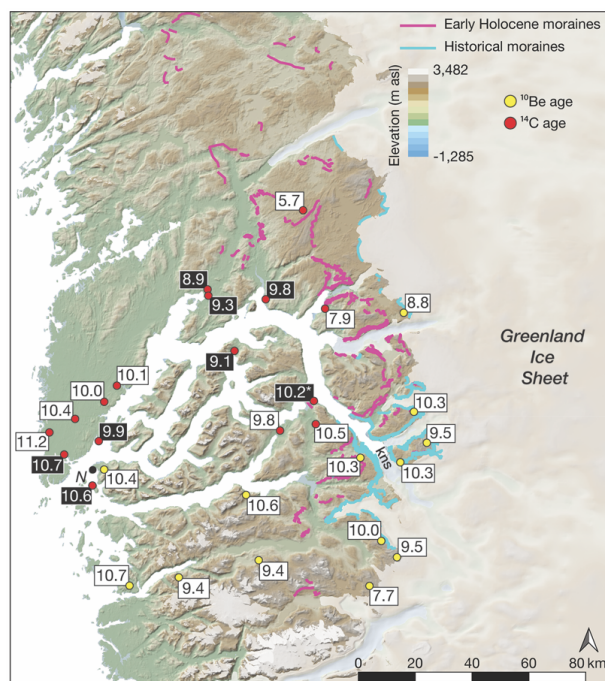 Early Holocene moraines
Historical moraines
3,482
Elevation (m asl)
-1,285
¹⁰Be age
¹⁴C age
5.7
8.9
9.3
9.8
7.9
8.8
Greenland
Ice
Sheet
9.1
10.1
10.0
10.4
11.2
9.9
10.7
10.2*
9.8
10.5
10.3
9.5
10.3
kns
10.3
N
10.4
10.6
10.6
10.0
9.5
10.7
9.4
9.4
7.7
0 20 40 60 80 km